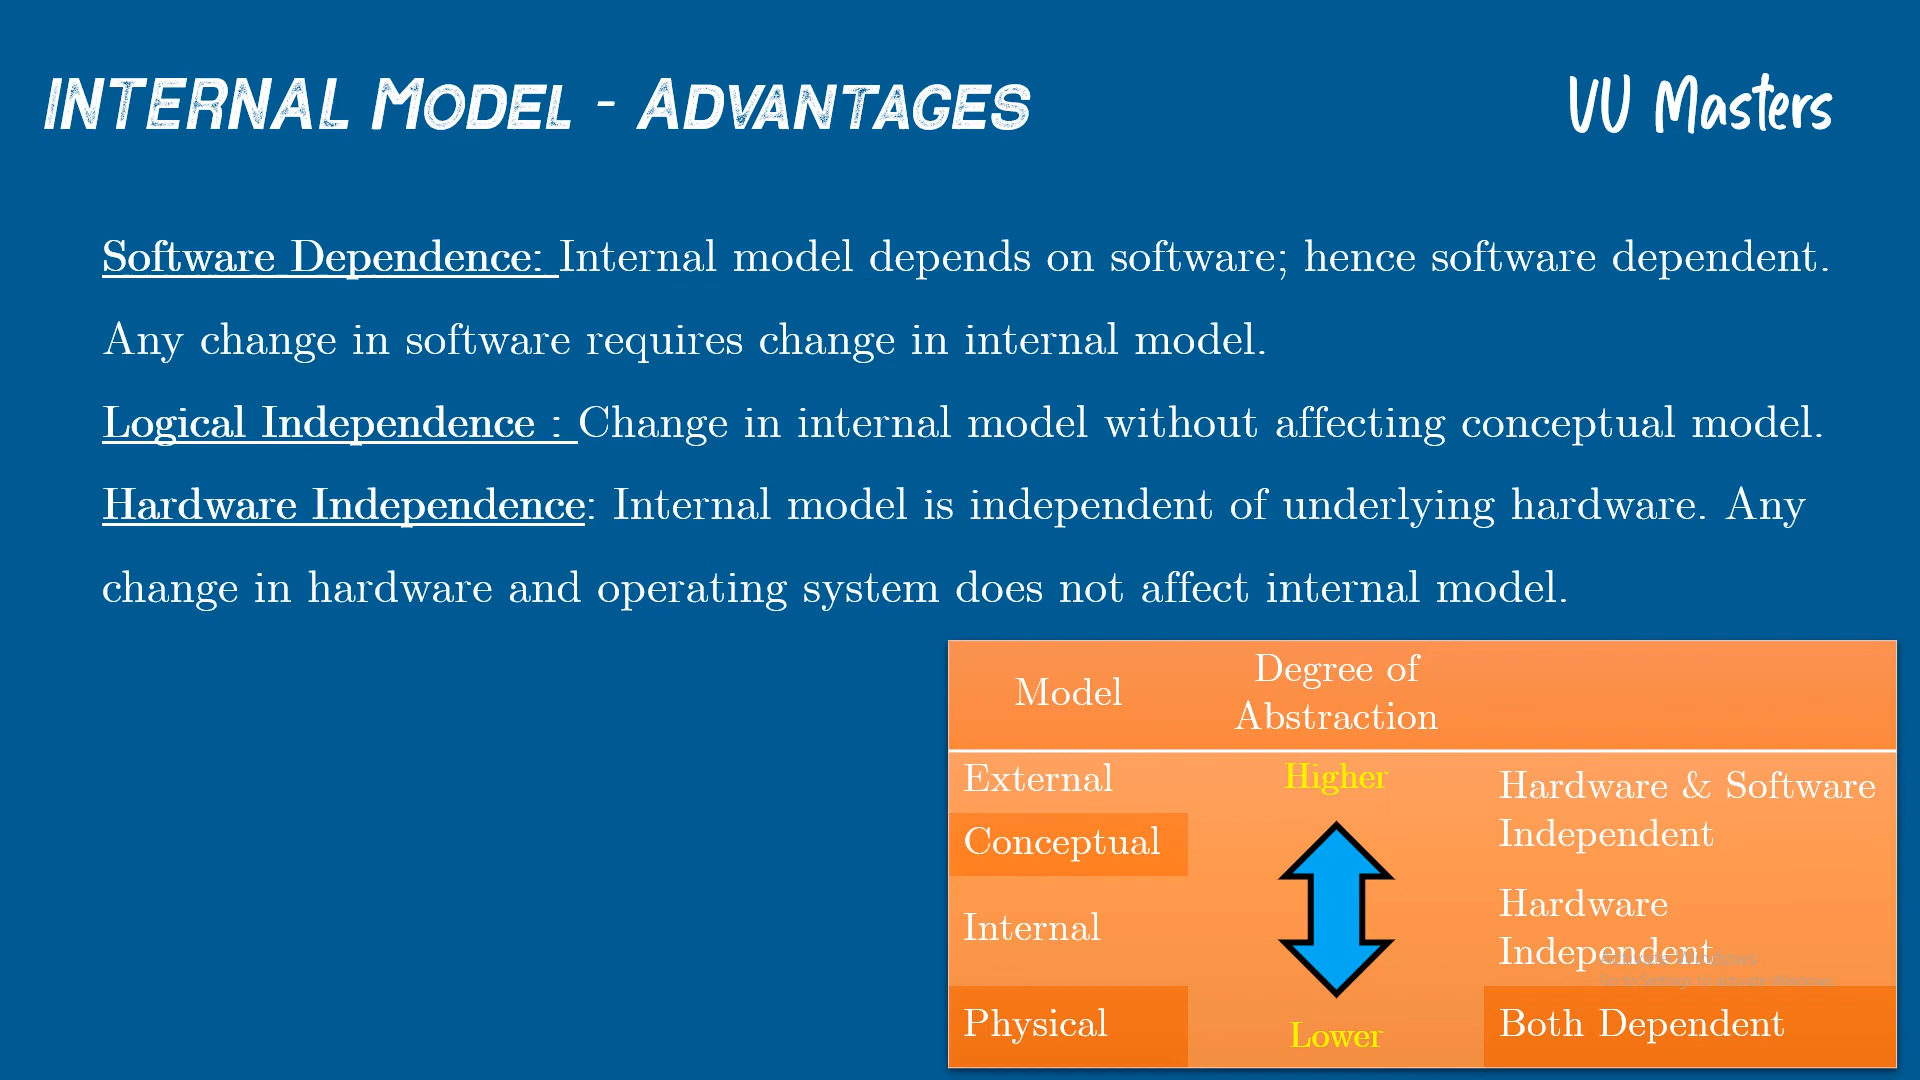 INTERNAL MODEL - ADVANTAGES
VU Masters
Software Dependence: Internal model depends on software; hence software dependent.
Any change in software requires change in internal model.
Logical Independence : Change in internal model without affecting conceptual model.
Hardware Independence: Internal model is independent of underlying hardware. Any
change in hardware and operating system does not affect internal model.
Model
Degree of
Abstraction
External
Higher
Hardware & Software
Independent
Conceptual
Internal
Hardware
Independent
Physical
Lower
Both Dependent